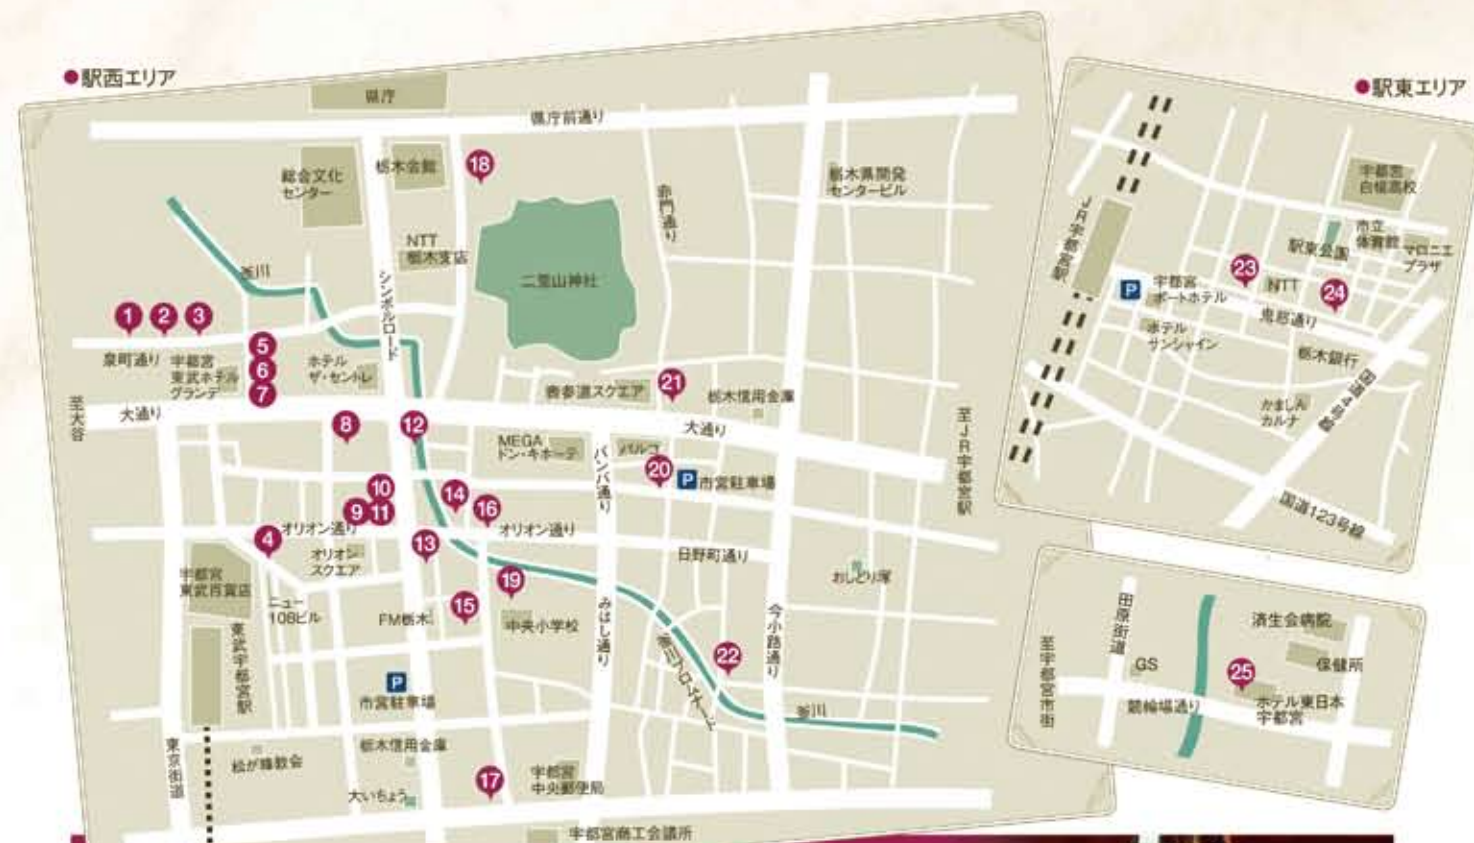 ●駅西エリア
県庁
県庁前通り
総合文化
センター
栃木会館
18
赤門通り
栃木県開発
センタービル
NTT
栃木支店
釜川
シンボルロード
二荒山神社
1
2
3
5
6
7
泉町通り
宇都宮
東武ホテル
グランデ
ホテル
ザ・セントレ
至大谷
大通り
8
12
表参道スクエア
21
栃木信用金庫
大通り
至JR宇都宮駅
MEGA
ドン・キホーテ
バンバ通り
パルコ
20
P
市営駐車場
10
9
11
14
16
オリオン通り
オリオン通り
4
オリオン
スクエア
13
日野町通り
おしどり塚
宇都宮
東武百貨店
ニュー
108ビル
FM栃木
15
19
中央小学校
みはし通り
今小路通り
東武宇都宮駅
22
釜川プロムナード
釜川
P
市営駐車場
東京街道
松が峰教会
栃木信用金庫
大いちょう
17
宇都宮
中央郵便局
宇都宮商工会議所
●駅東エリア
JR宇都宮駅
宇都宮
白楊高校
市立
体育館
駅東公園
マロニエ
プラザ
23
NTT
24
P
宇都宮
ポートホテル
鬼怒通り
ホテル
サンシャイン
栃木銀行
かましん
カルナ
国道4号線
国道123号線
田原街道
済生会病院
至宇都宮市街
GS
25
保健所
競輪場通り
ホテル東日本
宇都宮